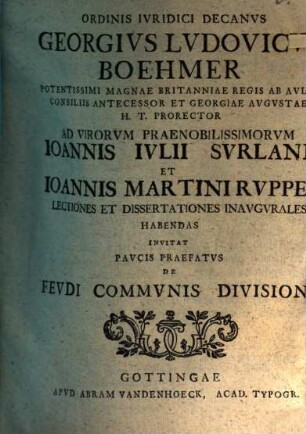 ORDINIS IVRIDICI DECANVS
GEORGIVS LVDOVIC
BOEHMER
POTENTISSIMI MAGNAE BRITANNIAE REGIS AB AVL
CONSILIIS ANTECESSOR ET GEORGIAE AVGVSTAE
H. T. PRORECTOR
AD VIRORVM PRAENOBILISSIMORVM
IOANNIS IVLII SVRLAN
ET
IOANNIS MARTINI RVPPE
LECTIONES ET DISSERTATIONES INAVGVRALES
HABENDAS
INVITAT
PAVCIS PRAEFATVS
DE
FEVDI COMMVNIS DIVISION
GOTTINGAE
APVD ABRAM VANDENHOECK, ACAD. TYPOGR.